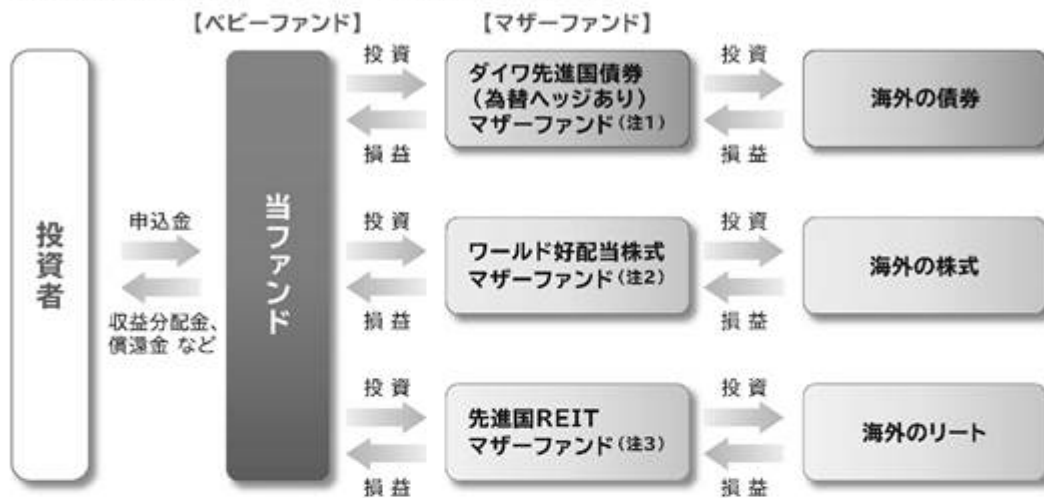 【ベビーファンド】
【マザーファンド】
投資者
申込金
収益分配金、
償還金 など
当ファンド
投 資
損 益
ダイワ先進国債券
（為替ヘッジあり）
マザーファンド（注1）
投 資
損 益
海外の債券
投 資
損 益
ワールド好配当株式
マザーファンド（注2）
投 資
損 益
海外の株式
投 資
損 益
先進国REIT
マザーファンド（注3）
投 資
損 益
海外のリート